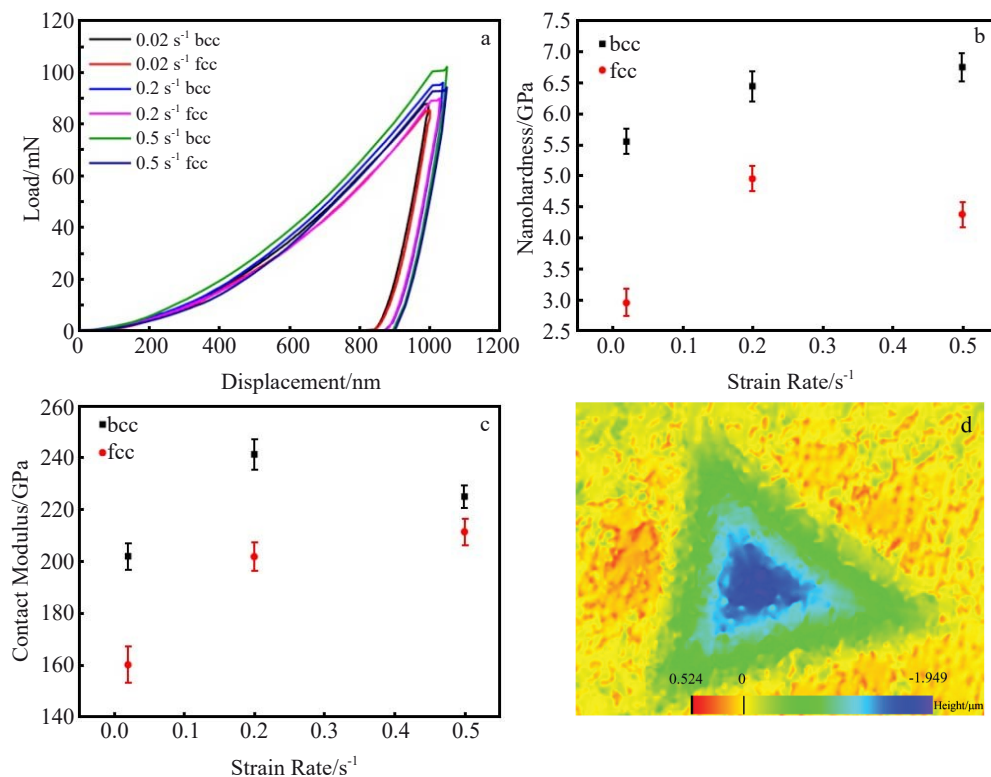 a
120
100
80
60
40
20
0
Load/mN
0.02 s⁻¹ bcc
0.02 s⁻¹ fcc
0.2 s⁻¹ bcc
0.2 s⁻¹ fcc
0.5 s⁻¹ bcc
0.5 s⁻¹ fcc
0 200 400 600 800 1000 1200
Displacement/nm
b
7.5
7.0
6.5
6.0
5.5
5.0
4.5
4.0
3.5
3.0
2.5
Nanohardness/GPa
bcc
fcc
0.0 0.1 0.2 0.3 0.4 0.5
Strain Rate/s⁻¹
c
260
240
220
200
180
160
140
Contact Modulus/GPa
bcc
fcc
0.0 0.1 0.2 0.3 0.4 0.5
Strain Rate/s⁻¹
d
0.524 0 -1.949
Height/μm